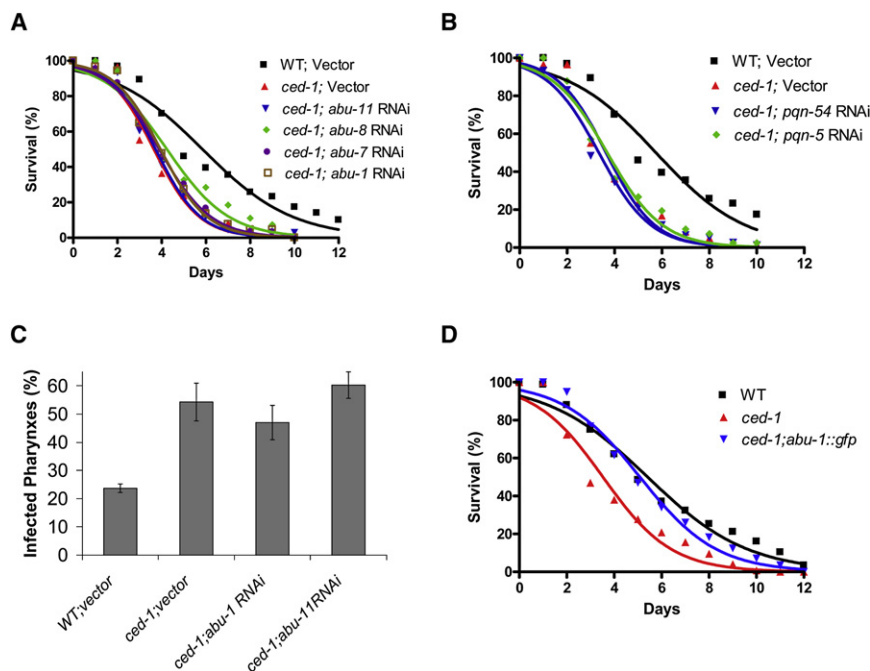 A
Survival (%)
100
80
60
40
20
0
0 2 4 6 8 10 12
Days
WT; Vector
ced-1; Vector
ced-1; abu-11 RNAi
ced-1; abu-8 RNAi
ced-1; abu-7 RNAi
ced-1; abu-1 RNAi
B
Survival (%)
100
80
60
40
20
0
0 2 4 6 8 10 12
Days
WT; Vector
ced-1; Vector
ced-1; pqn-54 RNAi
ced-1; pqn-5 RNAi
C
Infected Pharynxes (%)
60
50
40
30
20
10
0
WT;vector
ced-1;vector
ced-1;abu-1 RNAi
ced-1;abu-11RNAi
D
Survival (%)
100
80
60
40
20
0
0 2 4 6 8 10 12
Days
WT
ced-1
ced-1;abu-1::gfp